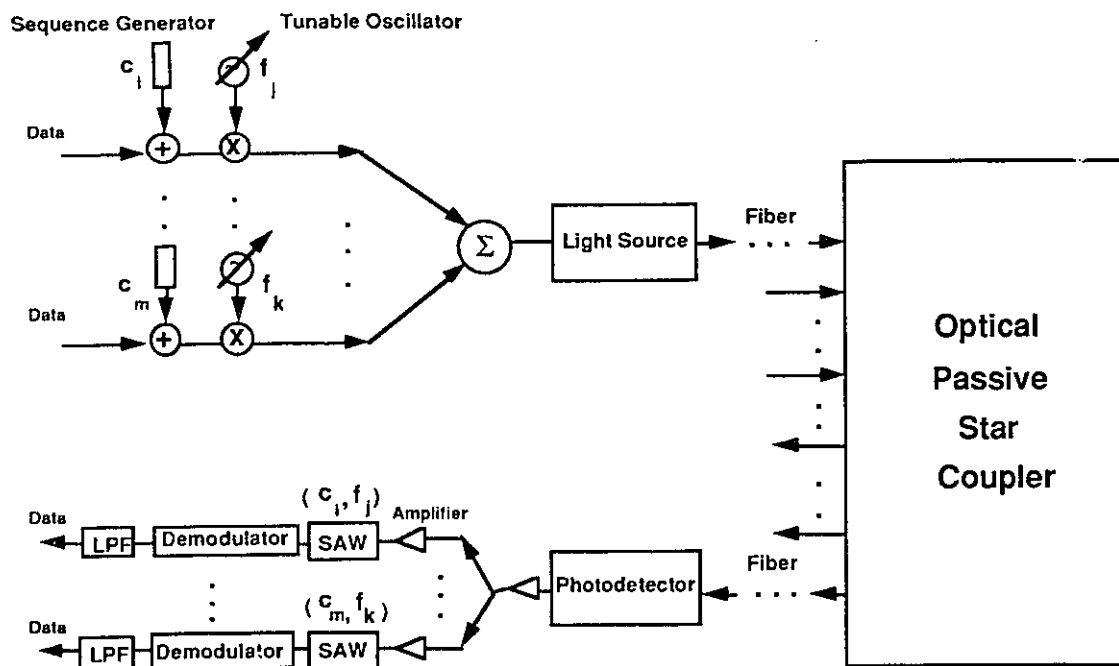 Sequence Generator
Tunable Oscillator
c i
f j
Data
+
X
Σ
Light Source
Fiber
c m
f k
Data
+
X
Optical
Passive
Star
Coupler
( c i , f j )
Amplifier
Data
LPF
Demodulator
SAW
Photodetector
Fiber
( c m , f k )
Data
LPF
Demodulator
SAW